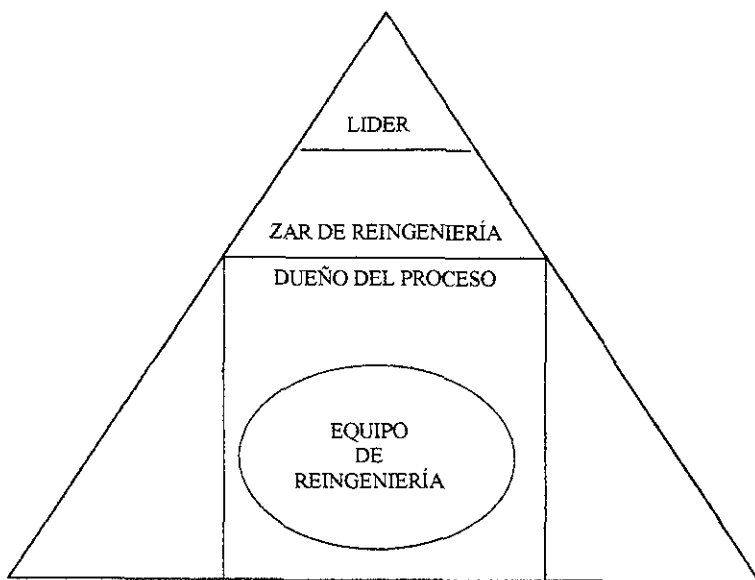 LIDER
ZAR DE REINGENIERÍA
DUEÑO DEL PROCESO
EQUIPO
DE
REINGENIERÍA